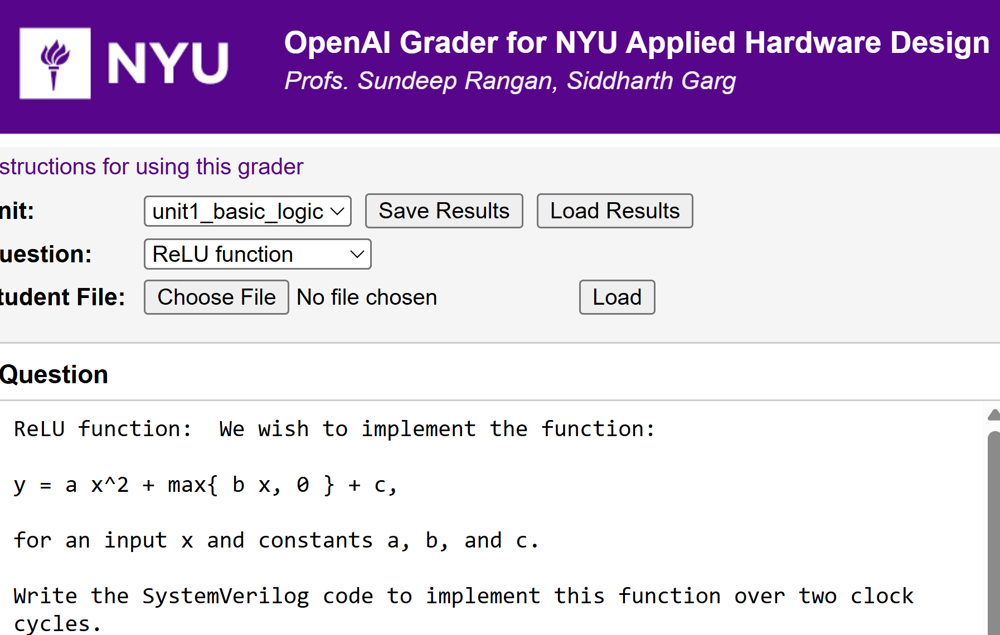 NYU
OpenAI Grader for NYU Applied Hardware Design
Profs. Sundeep Rangan, Siddharth Garg
structions for using this grader
nit: unit1_basic_logic Save Results Load Results
uestion: ReLU function
tudent File: Choose File No file chosen Load
Question
ReLU function:  We wish to implement the function:
y = a x^2 + max{ b x, 0 } + c,
for an input x and constants a, b, and c.
Write the SystemVerilog code to implement this function over two clock
cycles.